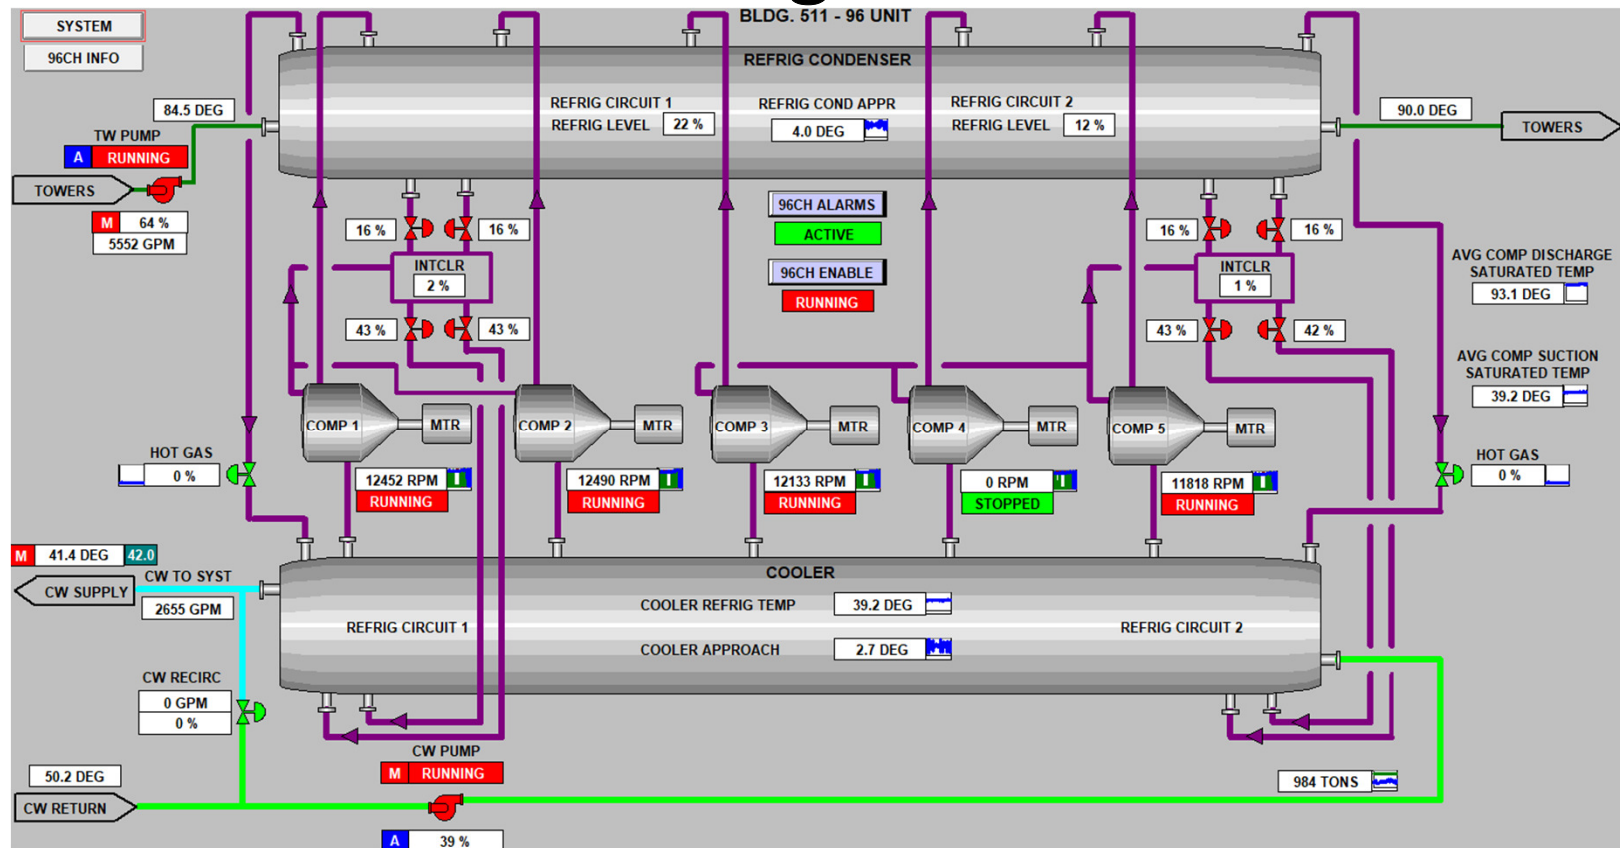 BLDG. 511 - 96 UNIT
SYSTEM
96CH INFO
REFRIG CONDENSER
84.5 DEG
REFRIG CIRCUIT 1
REFRIG LEVEL 22 %
REFRIG COND APPR
4.0 DEG
REFRIG CIRCUIT 2
REFRIG LEVEL 12 %
90.0 DEG
TOWERS
TW PUMP
A RUNNING
TOWERS
M 64 %
5552 GPM
16 %
16 %
96CH ALARMS
ACTIVE
16 %
16 %
INTCLR
2 %
96CH ENABLE
RUNNING
INTCLR
1 %
AVG COMP DISCHARGE
SATURATED TEMP
93.1 DEG
43 %
43 %
43 %
42 %
AVG COMP SUCTION
SATURATED TEMP
39.2 DEG
COMP 1
MTR
COMP 2
MTR
COMP 3
MTR
COMP 4
MTR
COMP 5
MTR
HOT GAS
0 %
12452 RPM
RUNNING
12490 RPM
RUNNING
12133 RPM
RUNNING
0 RPM
STOPPED
11818 RPM
RUNNING
HOT GAS
0 %
M 41.4 DEG 42.0
CW SUPPLY
CW TO SYST
2655 GPM
COOLER
COOLER REFRIG TEMP 39.2 DEG
REFRIG CIRCUIT 1
REFRIG CIRCUIT 2
COOLER APPROACH 2.7 DEG
CW RECIRC
0 GPM
0 %
CW PUMP
M RUNNING
50.2 DEG
984 TONS
CW RETURN
A 39 %